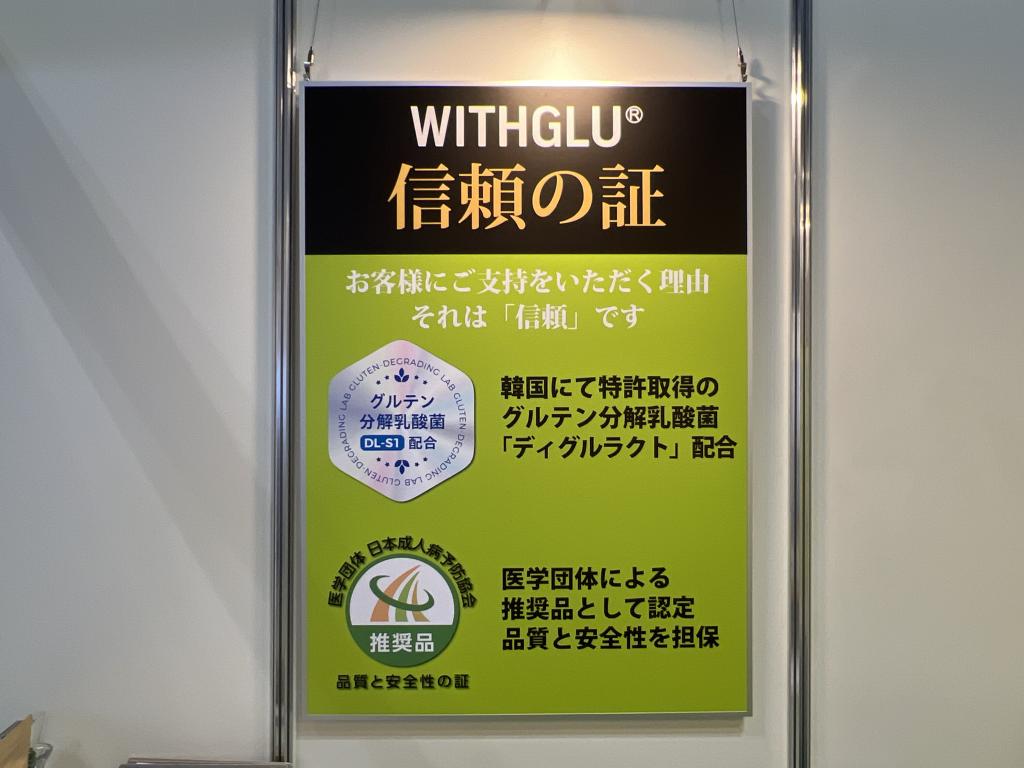 WITHGLU®
信頼の証
お客様にご支持をいただく理由
それは「信頼」です
GLUTEN-DEGRADING LAB GLUTEN-DEGRADING LAB
グルテン
分解乳酸菌
DL-S1 配合
韓国にて特許取得の
グルテン分解乳酸菌
「ディグルラクト」配合
医学団体 日本成人病予防協会
推奨品
品質と安全性の証
医学団体による
推奨品として認定
品質と安全性を担保